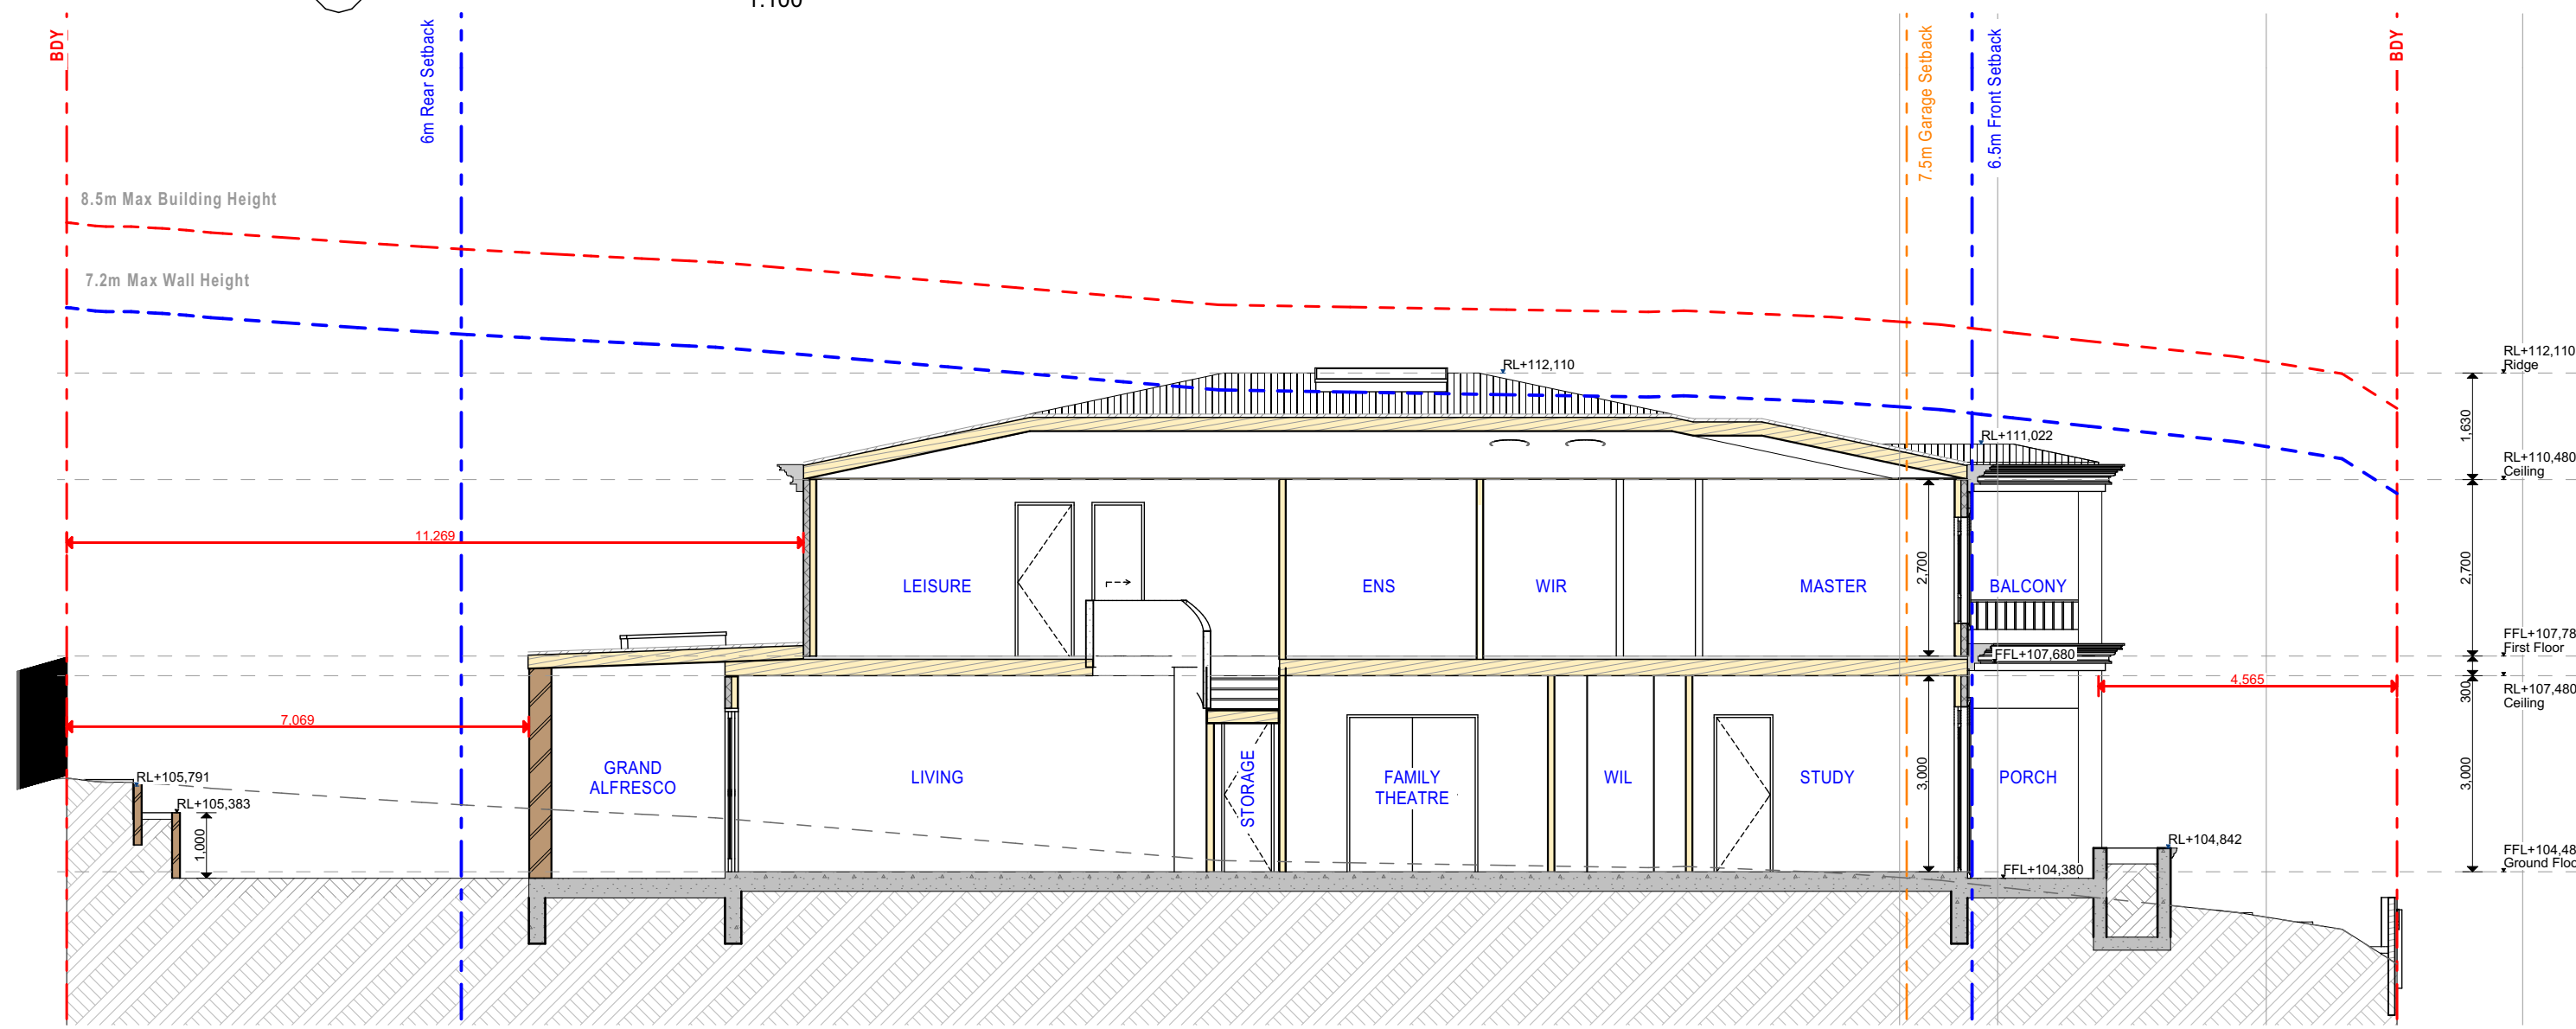 1:100
BDY
6m Rear Setback
7.5m Garage Setback
6.5m Front Setback
BDY
8.5m Max Building Height
7.2m Max Wall Height
RL+112,110
RL+112,110
Ridge
1,630
RL+111,022
RL+110,480
Ceiling
11,269
LEISURE
ENS
WIR
MASTER
2,700
BALCONY
2,700
FFL+107,78
First Floor
FFL+107,680
4,565
300
RL+107,480
Ceiling
7,069
GRAND
ALFRESCO
LIVING
STORAGE
FAMILY
THEATRE
WIL
STUDY
3,000
PORCH
3,000
RL+105,791
RL+105,383
1,000
RL+104,842
FFL+104,380
FFL+104,48
Ground Floo